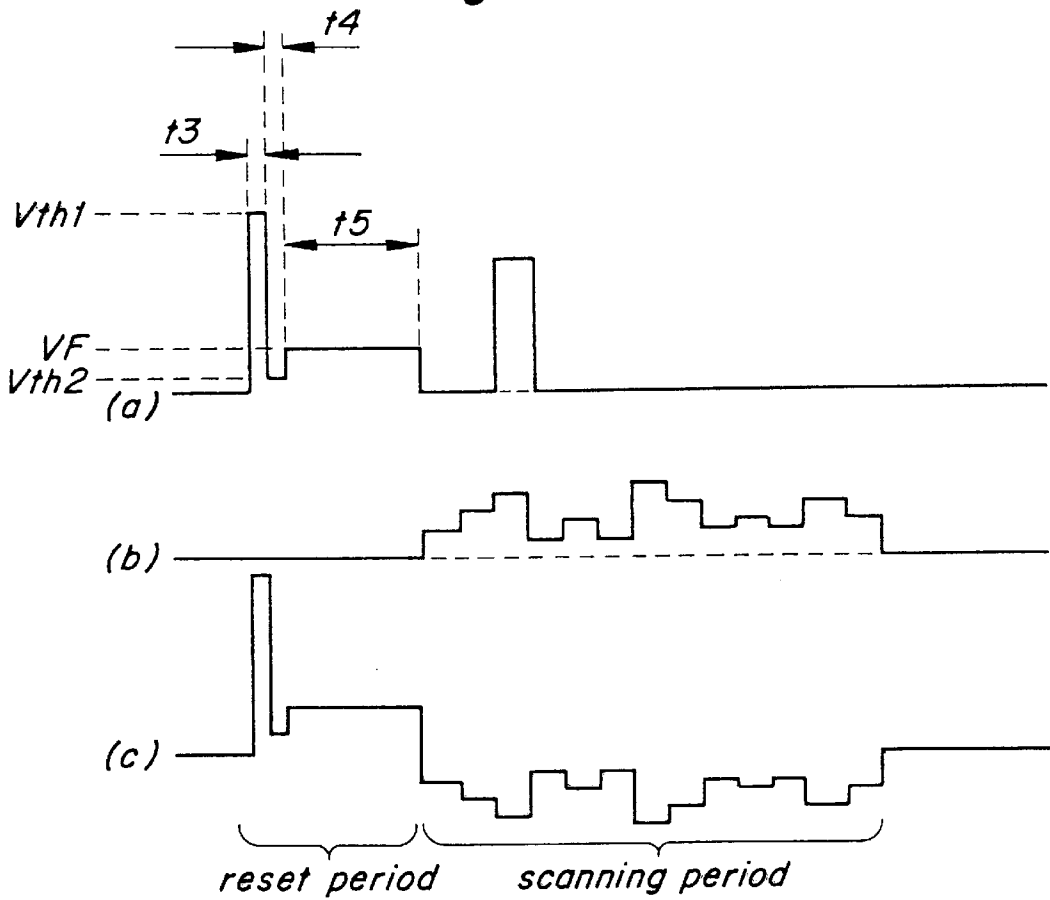 t4
t3
Vth1
t5
VF
Vth2
(a)
(b)
(c)
reset period
scanning period